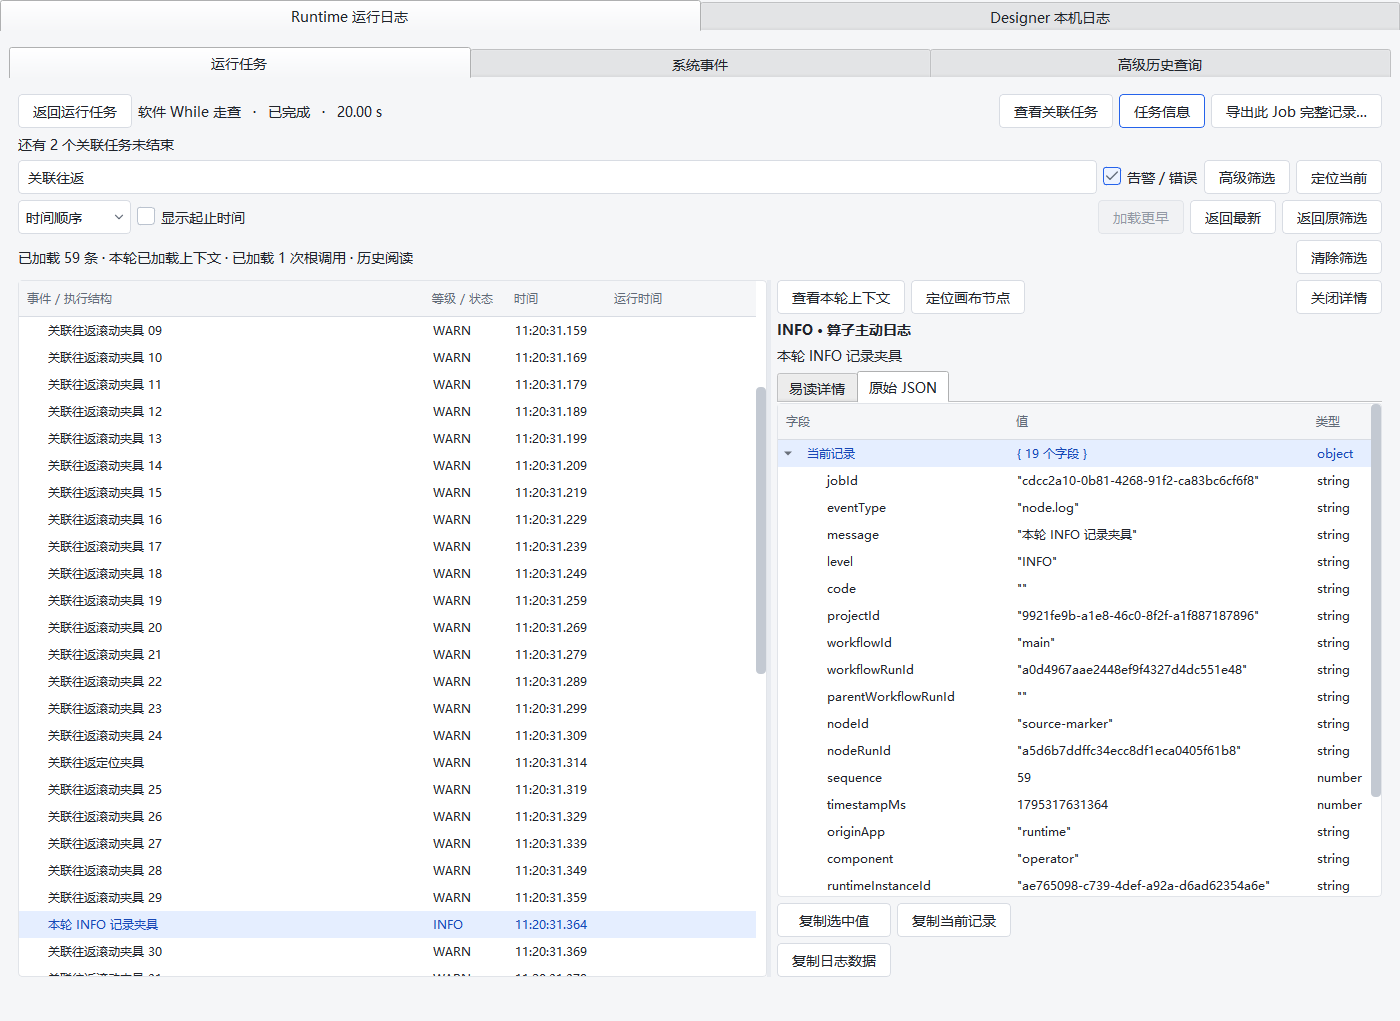 Runtime 运行日志
Designer 本机日志
运行任务
系统事件
高级历史查询
返回运行任务 软件 While 走查 · 已完成 · 20.00 s
查看关联任务 任务信息 导出此 Job 完整记录...
还有 2 个关联任务未结束
关联往返
告警 / 错误 高级筛选 定位当前
时间顺序 显示起止时间
加载更早 返回最新 返回原筛选
已加载 59 条 · 本轮已加载上下文 · 已加载 1 次根调用 · 历史阅读
清除筛选
事件 / 执行结构 等级 / 状态 时间 运行时间
关联往返滚动夹具 09 WARN 11:20:31.159
关联往返滚动夹具 10 WARN 11:20:31.169
关联往返滚动夹具 11 WARN 11:20:31.179
关联往返滚动夹具 12 WARN 11:20:31.189
关联往返滚动夹具 13 WARN 11:20:31.199
关联往返滚动夹具 14 WARN 11:20:31.209
关联往返滚动夹具 15 WARN 11:20:31.219
关联往返滚动夹具 16 WARN 11:20:31.229
关联往返滚动夹具 17 WARN 11:20:31.239
关联往返滚动夹具 18 WARN 11:20:31.249
关联往返滚动夹具 19 WARN 11:20:31.259
关联往返滚动夹具 20 WARN 11:20:31.269
关联往返滚动夹具 21 WARN 11:20:31.279
关联往返滚动夹具 22 WARN 11:20:31.289
关联往返滚动夹具 23 WARN 11:20:31.299
关联往返滚动夹具 24 WARN 11:20:31.309
关联往返定位夹具 WARN 11:20:31.314
关联往返滚动夹具 25 WARN 11:20:31.319
关联往返滚动夹具 26 WARN 11:20:31.329
关联往返滚动夹具 27 WARN 11:20:31.339
关联往返滚动夹具 28 WARN 11:20:31.349
关联往返滚动夹具 29 WARN 11:20:31.359
本轮 INFO 记录夹具 INFO 11:20:31.364
关联往返滚动夹具 30 WARN 11:20:31.369
查看本轮上下文 定位画布节点 关闭详情
INFO • 算子主动日志
本轮 INFO 记录夹具
易读详情 原始 JSON
字段 值 类型
当前记录 { 19 个字段 } object
jobId "cdcc2a10-0b81-4268-91f2-ca83bc6cf6f8" string
eventType "node.log" string
message "本轮 INFO 记录夹具" string
level "INFO" string
code "" string
projectId "9921fe9b-a1e8-46c0-8f2f-a1f887187896" string
workflowId "main" string
workflowRunId "a0d4967aae2448ef9f4327d4dc551e48" string
parentWorkflowRunId "" string
nodeId "source-marker" string
nodeRunId "a5d6b7ddffc34ecc8df1eca0405f61b8" string
sequence 59 number
timestampMs 1795317631364 number
originApp "runtime" string
component "operator" string
runtimeInstanceId "ae765098-c739-4def-a92a-d6ad62354a6e" string
复制选中值 复制当前记录
复制日志数据